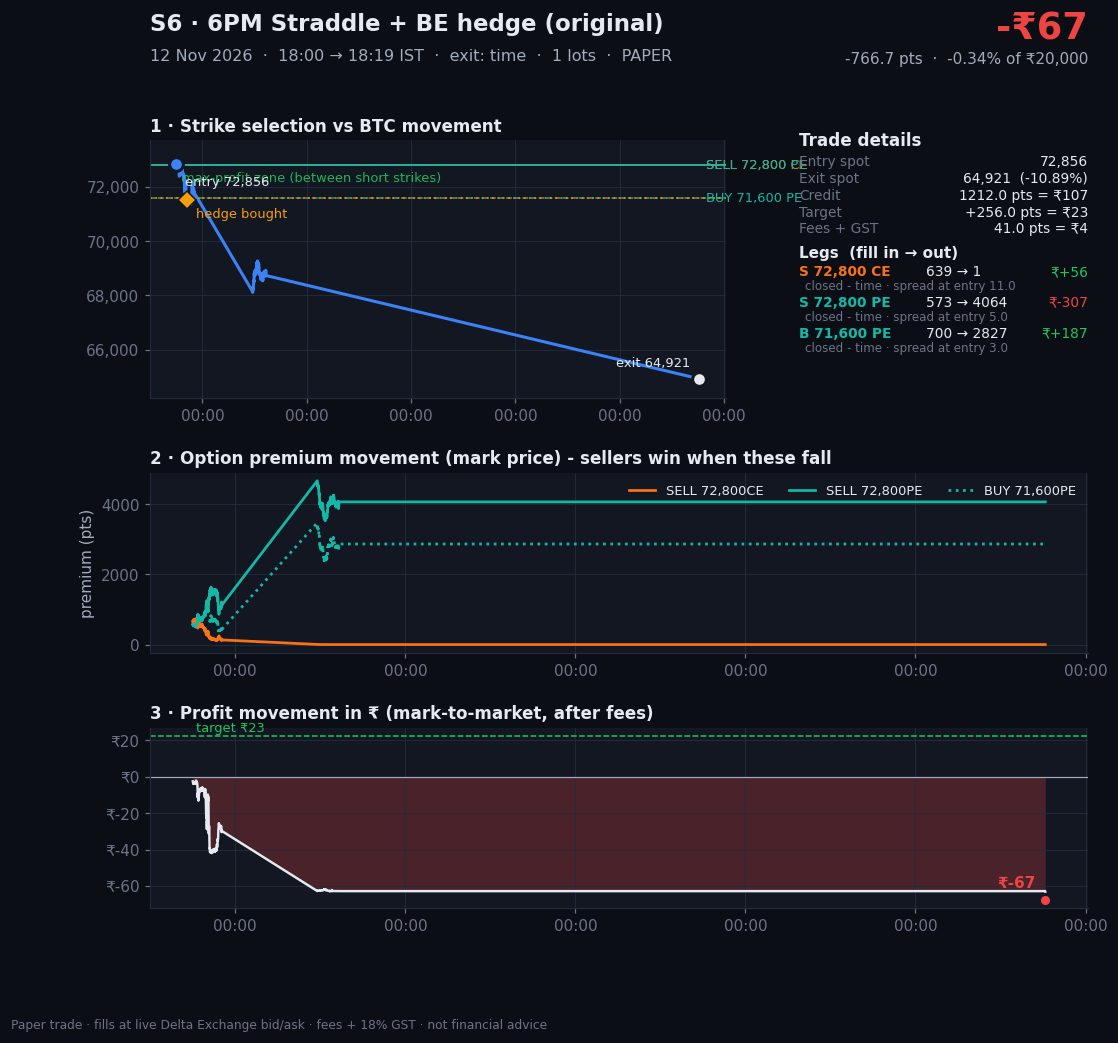 S6 · 6PM Straddle + BE hedge (original)
-₹67
12 Nov 2026 · 18:00 → 18:19 IST · exit: time · 1 lots · PAPER
-766.7 pts · -0.34% of ₹20,000
1 · Strike selection vs BTC movement
SELL 72,800 PE
max-profit zone (between short strikes)
entry 72,856
BUY 71,600 PE
hedge bought
exit 64,921
72,000
70,000
68,000
66,000
00:00 00:00 00:00 00:00 00:00 00:00
Trade details
Entry spot 72,856
Exit spot 64,921 (-10.89%)
Credit 1212.0 pts = ₹107
Target +256.0 pts = ₹23
Fees + GST 41.0 pts = ₹4
Legs (fill in → out)
S 72,800 CE 639 → 1 ₹+56
closed - time · spread at entry 11.0
S 72,800 PE 573 → 4064 ₹-307
closed - time · spread at entry 5.0
B 71,600 PE 700 → 2827 ₹+187
closed - time · spread at entry 3.0
2 · Option premium movement (mark price) - sellers win when these fall
SELL 72,800CE SELL 72,800PE BUY 71,600PE
premium (pts)
4000
2000
0
00:00 00:00 00:00 00:00 00:00 00:00
3 · Profit movement in ₹ (mark-to-market, after fees)
target ₹23
₹20
₹0
₹-20
₹-40
₹-60
₹-67
00:00 00:00 00:00 00:00 00:00 00:00
Paper trade · fills at live Delta Exchange bid/ask · fees + 18% GST · not financial advice